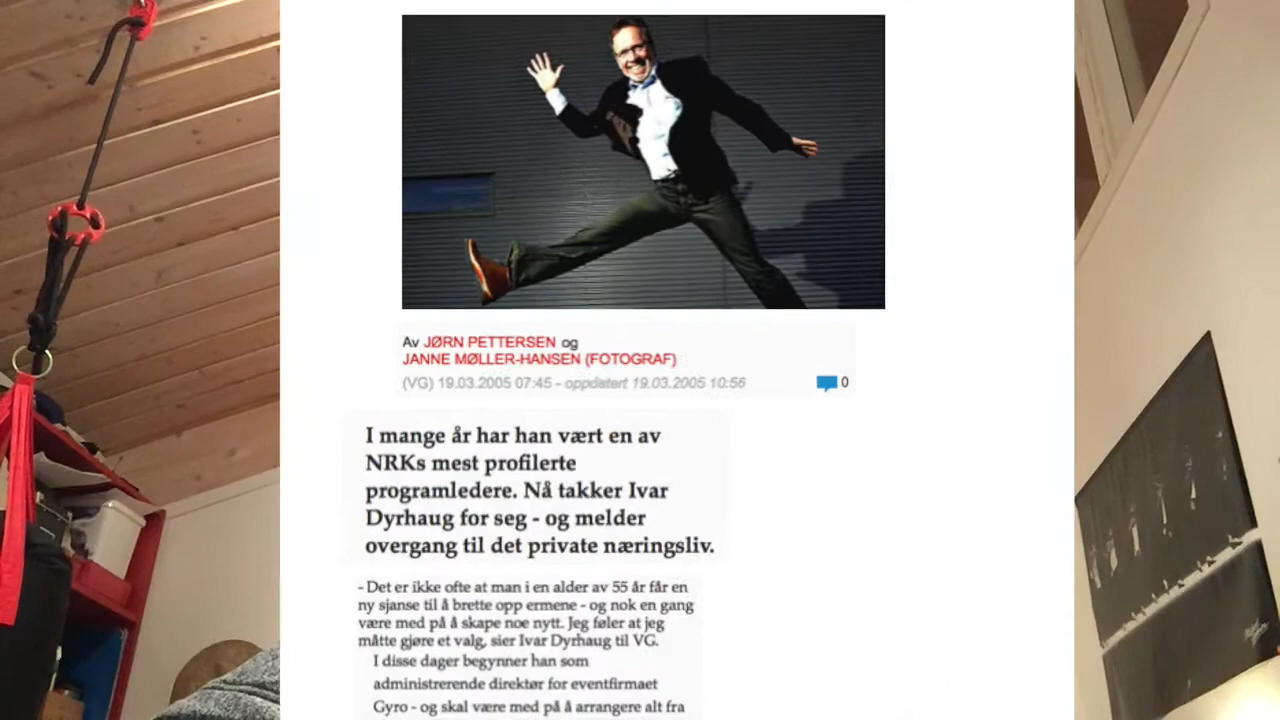 Av JØRN PETTERSEN og
JANNE MØLLER-HANSEN (FOTOGRAF)
(VG) 19.03.2005 07:45 - oppdatert 19.03.2005 10:56
0
I mange år har han vært en av
NRKs mest profilerte
programledere. Nå takker Ivar
Dyrhaug for seg - og melder
overgang til det private næringsliv.
- Det er ikke ofte at man i en alder av 55 år får en
ny sjanse til å brette opp ermene - og nok en gang
være med på å skape noe nytt. Jeg føler at jeg
måtte gjøre et valg, sier Ivar Dyrhaug til VG.
I disse dager begynner han som
administrerende direktør for eventfirmaet
Gyro - og skal være med på å arrangere alt fra